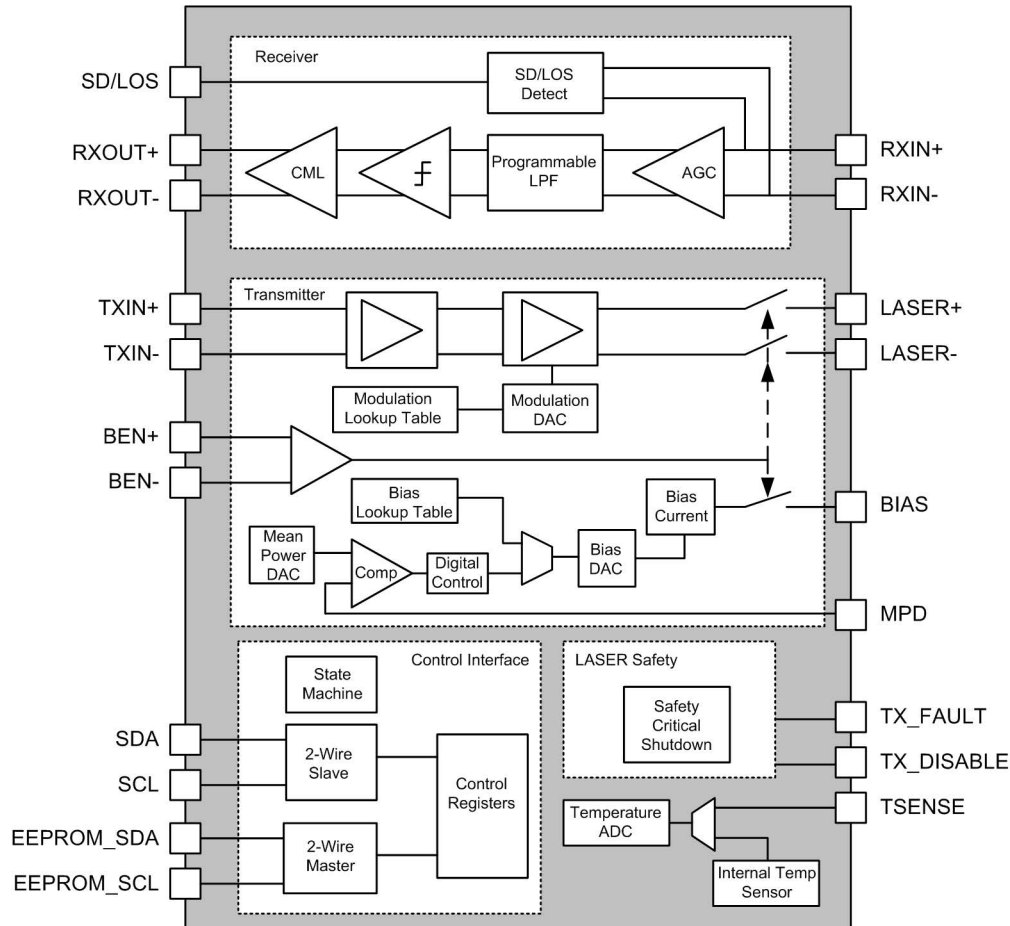 Receiver
SD/LOS
SD/LOS
Detect
RXOUT+
RXOUT-
CML
Programmable
LPF
AGC
RXIN+
RXIN-
Transmitter
TXIN+
TXIN-
LASER+
LASER-
Modulation
Lookup Table
Modulation
DAC
BEN+
BEN-
Bias
Lookup Table
Bias
Current
BIAS
Mean
Power
DAC
Comp
Digital
Control
Bias
DAC
MPD
Control Interface
State
Machine
LASER Safety
Safety
Critical
Shutdown
TX_FAULT
TX_DISABLE
SDA
SCL
2-Wire
Slave
Control
Registers
EEPROM_SDA
EEPROM_SCL
2-Wire
Master
Temperature
ADC
TSENSE
Internal Temp
Sensor